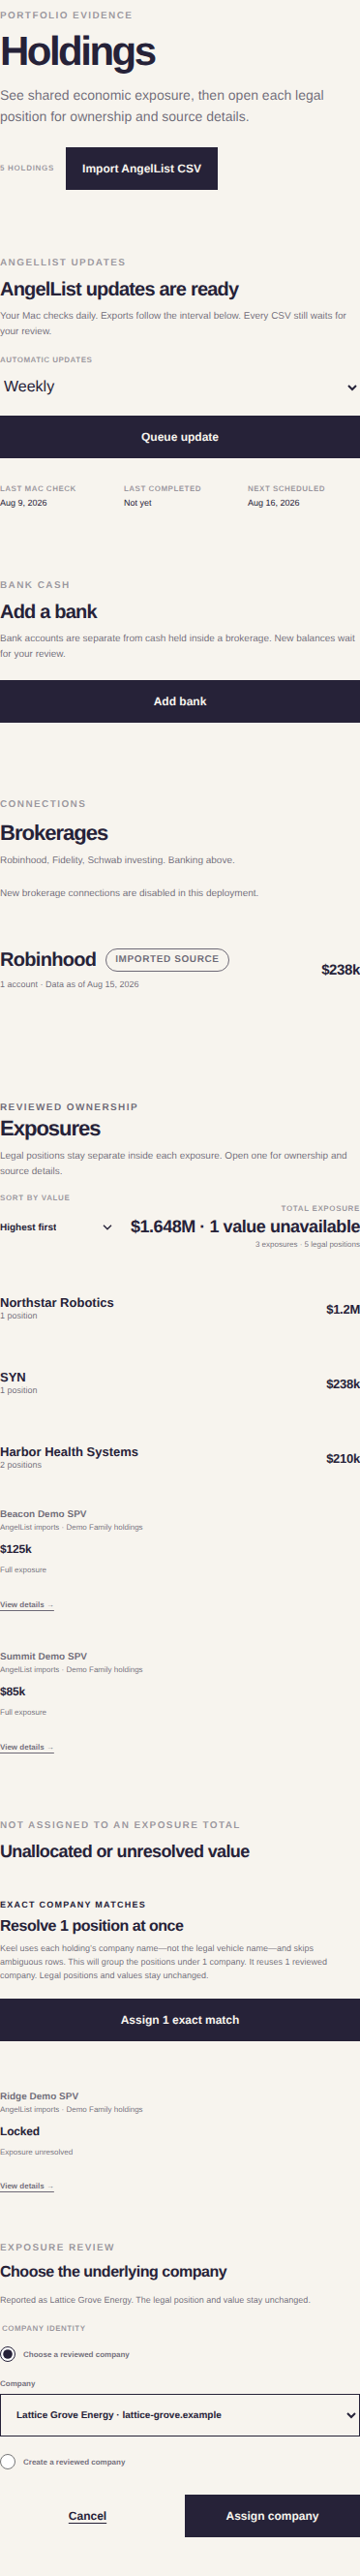 PORTFOLIO EVIDENCE
Holdings
See shared economic exposure, then open each legal
position for ownership and source details.
5 HOLDINGS
Import AngelList CSV
ANGELLIST UPDATES
AngelList updates are ready
Your Mac checks daily. Exports follow the interval below. Every CSV still waits for
your review.
AUTOMATIC UPDATES
Weekly
Queue update
LAST MAC CHECK
Aug 9, 2026
LAST COMPLETED
Not yet
NEXT SCHEDULED
Aug 16, 2026
BANK CASH
Add a bank
Bank accounts are separate from cash held inside a brokerage. New balances wait
for your review.
Add bank
CONNECTIONS
Brokerages
Robinhood, Fidelity, Schwab investing. Banking above.
New brokerage connections are disabled in this deployment.
Robinhood
IMPORTED SOURCE
1 account · Data as of Aug 15, 2026
$238k
REVIEWED OWNERSHIP
Exposures
Legal positions stay separate inside each exposure. Open one for ownership and
source details.
SORT BY VALUE
Highest first
TOTAL EXPOSURE
$1.648M · 1 value unavailable
3 exposures · 5 legal positions
Northstar Robotics
1 position
$1.2M
SYN
1 position
$238k
Harbor Health Systems
2 positions
$210k
Beacon Demo SPV
AngelList imports · Demo Family holdings
$125k
Full exposure
View details →
Summit Demo SPV
AngelList imports · Demo Family holdings
$85k
Full exposure
View details →
NOT ASSIGNED TO AN EXPOSURE TOTAL
Unallocated or unresolved value
EXACT COMPANY MATCHES
Resolve 1 position at once
Keel uses each holding's company name—not the legal vehicle name—and skips
ambiguous rows. This will group the positions under 1 company. It reuses 1 reviewed
company. Legal positions and values stay unchanged.
Assign 1 exact match
Ridge Demo SPV
AngelList imports · Demo Family holdings
Locked
Exposure unresolved
View details →
EXPOSURE REVIEW
Choose the underlying company
Reported as Lattice Grove Energy. The legal position and value stay unchanged.
COMPANY IDENTITY
Choose a reviewed company
Company
Lattice Grove Energy · lattice-grove.example
Create a reviewed company
Cancel
Assign company